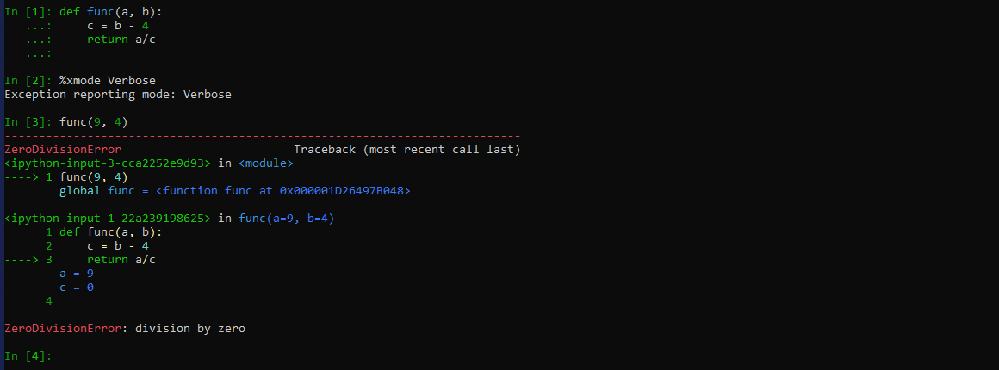 In [1]: def func(a, b):
   ...:     c = b - 4
   ...:     return a/c
   ...:
In [2]: %xmode Verbose
Exception reporting mode: Verbose
In [3]: func(9, 4)
---------------------------------------------------------------------------
ZeroDivisionError                         Traceback (most recent call last)
<ipython-input-3-cca2252e9d93> in <module>
----> 1 func(9, 4)
        global func = <function func at 0x000001D26497B048>
<ipython-input-1-22a239198625> in func(a=9, b=4)
      1 def func(a, b):
      2     c = b - 4
----> 3     return a/c
        a = 9
        c = 0
      4
ZeroDivisionError: division by zero
In [4]: